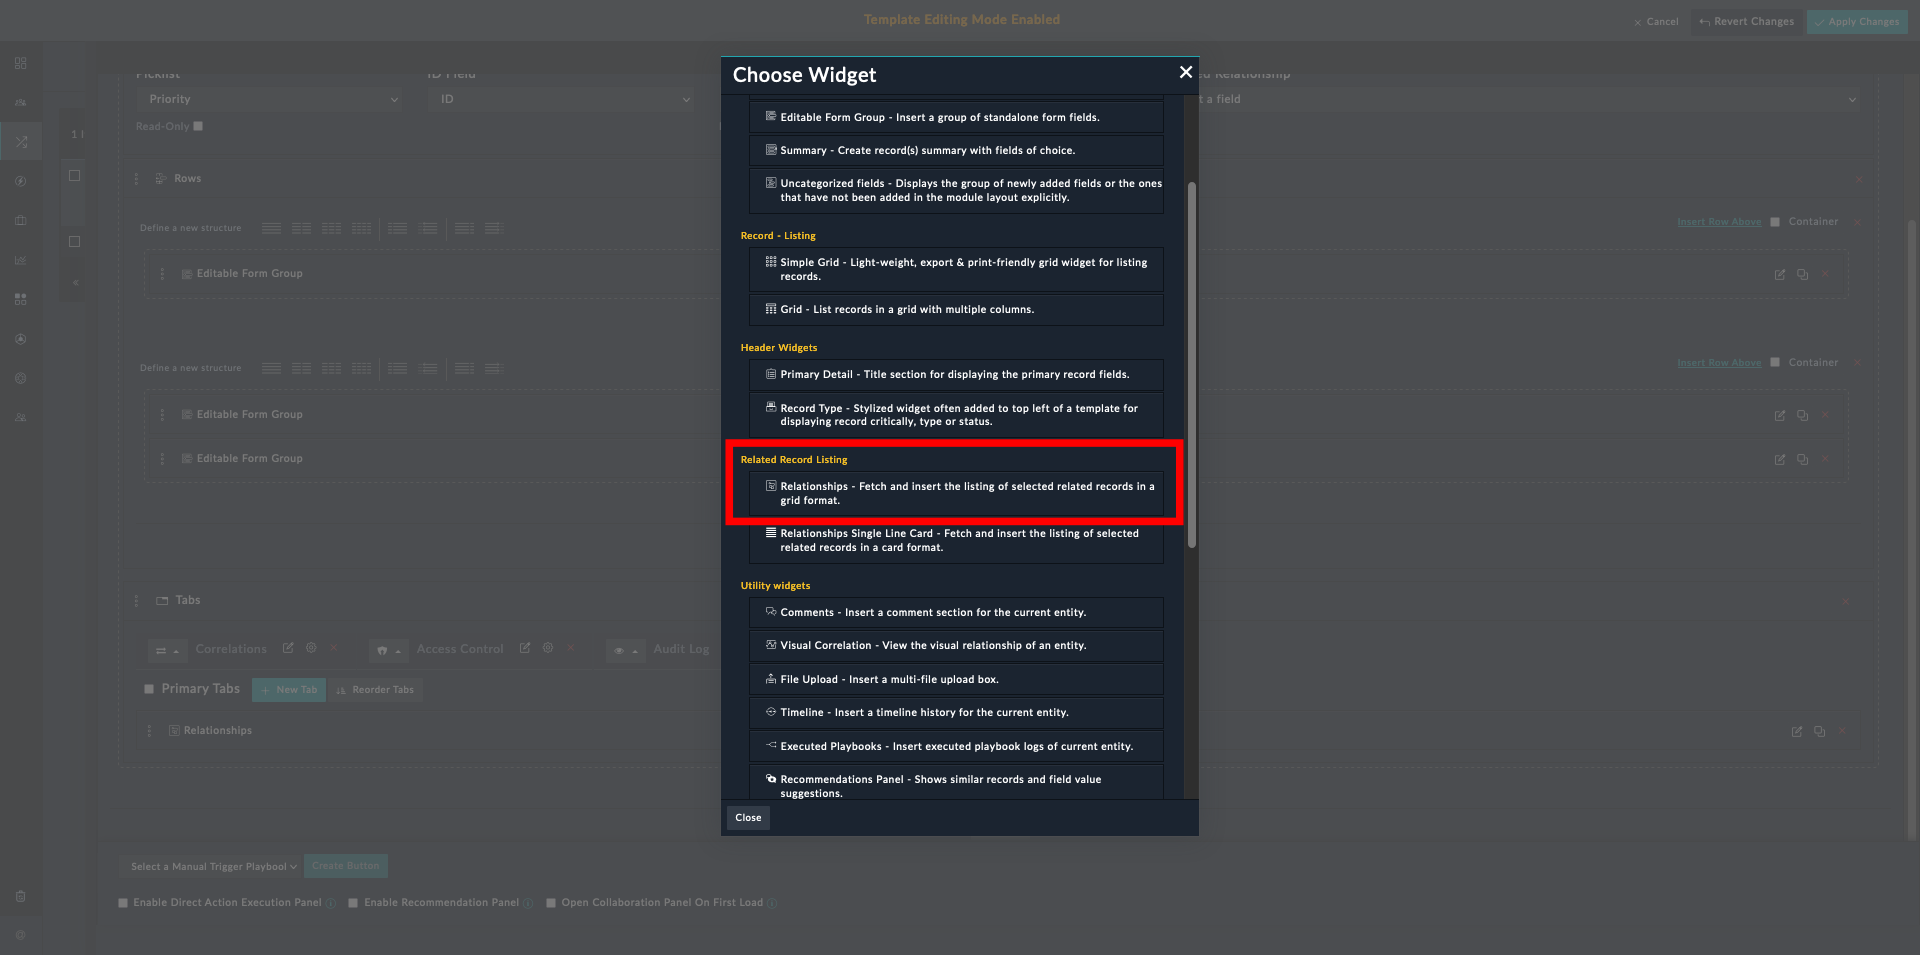 Template Editing Mode Enabled
Cancel
Revert Changes
Apply Changes
Choose Widget
Picklist
ID Field
Relationship
Priority
ID
t a field
Read-Only
1
Editable Form Group - Insert a group of standalone form fields.
Summary - Create record(s) summary with fields of choice.
Uncategorized fields - Displays the group of newly added fields or the ones
that have not been added in the module layout explicitly.
Rows
Define a new structure
Insert Row Above
Container
Record - Listing
Simple Grid - Light-weight, export & print-friendly grid widget for listing
records.
Editable Form Group
Grid - List records in a grid with multiple columns.
Header Widgets
Define a new structure
Insert Row Above
Container
Primary Detail - Title section for displaying the primary record fields.
Record Type - Stylized widget often added to top left of a template for
displaying record critically, type or status.
Editable Form Group
Editable Form Group
Related Record Listing
Relationships - Fetch and insert the listing of selected related records in a
grid format.
Relationships Single Line Card - Fetch and insert the listing of selected
related records in a card format.
Utility widgets
Tabs
Comments - Insert a comment section for the current entity.
Visual Correlation - View the visual relationship of an entity.
Correlations
Access Control
Audit Log
File Upload - Insert a multi-file upload box.
Primary Tabs
New Tab
Reorder Tabs
Timeline - Insert a timeline history for the current entity.
Relationships
Executed Playbooks - Insert executed playbook logs of current entity.
Recommendations Panel - Shows similar records and field value
suggestions.
Close
Select a Manual Trigger Playbool
Create Button
Enable Direct Action Execution Panel
Enable Recommendation Panel
Open Collaboration Panel On First Load